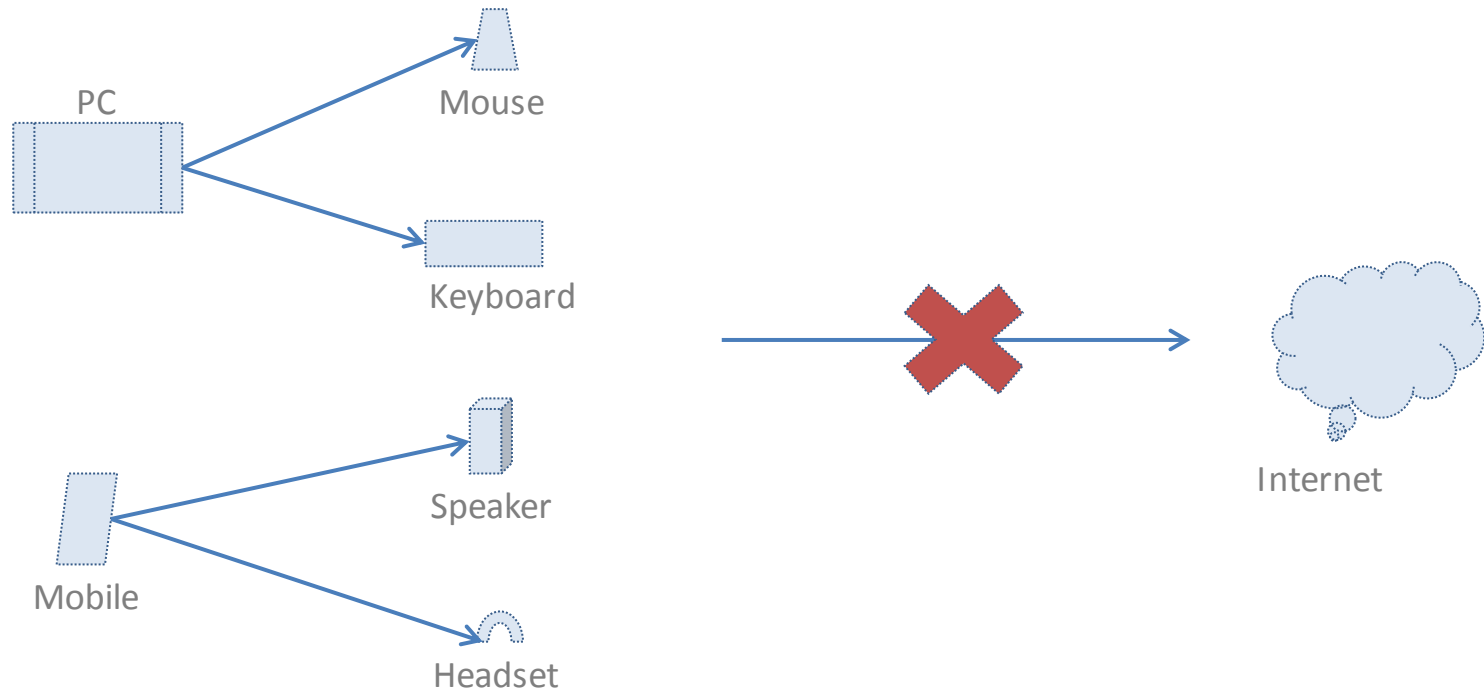 PC
Mouse
Keyboard
Speaker
Internet
Mobile
Headset